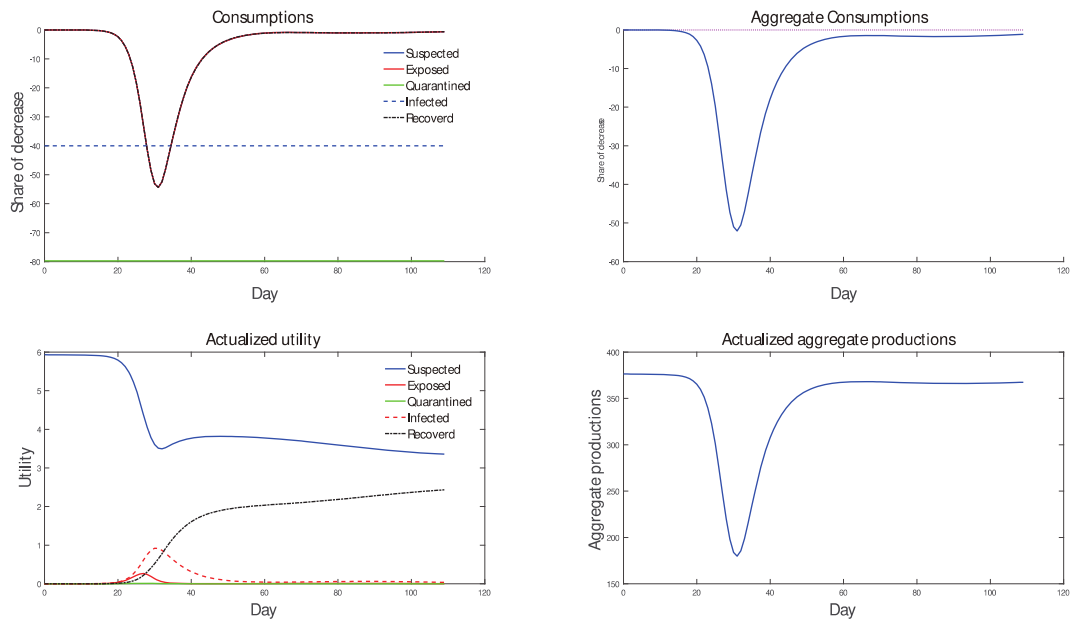 Consumptions
0
-10
-20
-30
-40
-50
-60
-70
-80
Share of decrease
0 20 40 60 80 100 120
Day
Suspected
Exposed
Quarantined
Infected
Recoverd
Aggregate Consumptions
0
-10
-20
-30
-40
-50
-60
Share of decrease
0 20 40 60 80 100 120
Day
Actualized utility
6
5
4
3
2
1
0
Utility
0 20 40 60 80 100 120
Day
Suspected
Exposed
Quarantined
Infected
Recoverd
Actualized aggregate productions
400
350
300
250
200
150
Aggregate productions
0 20 40 60 80 100 120
Day